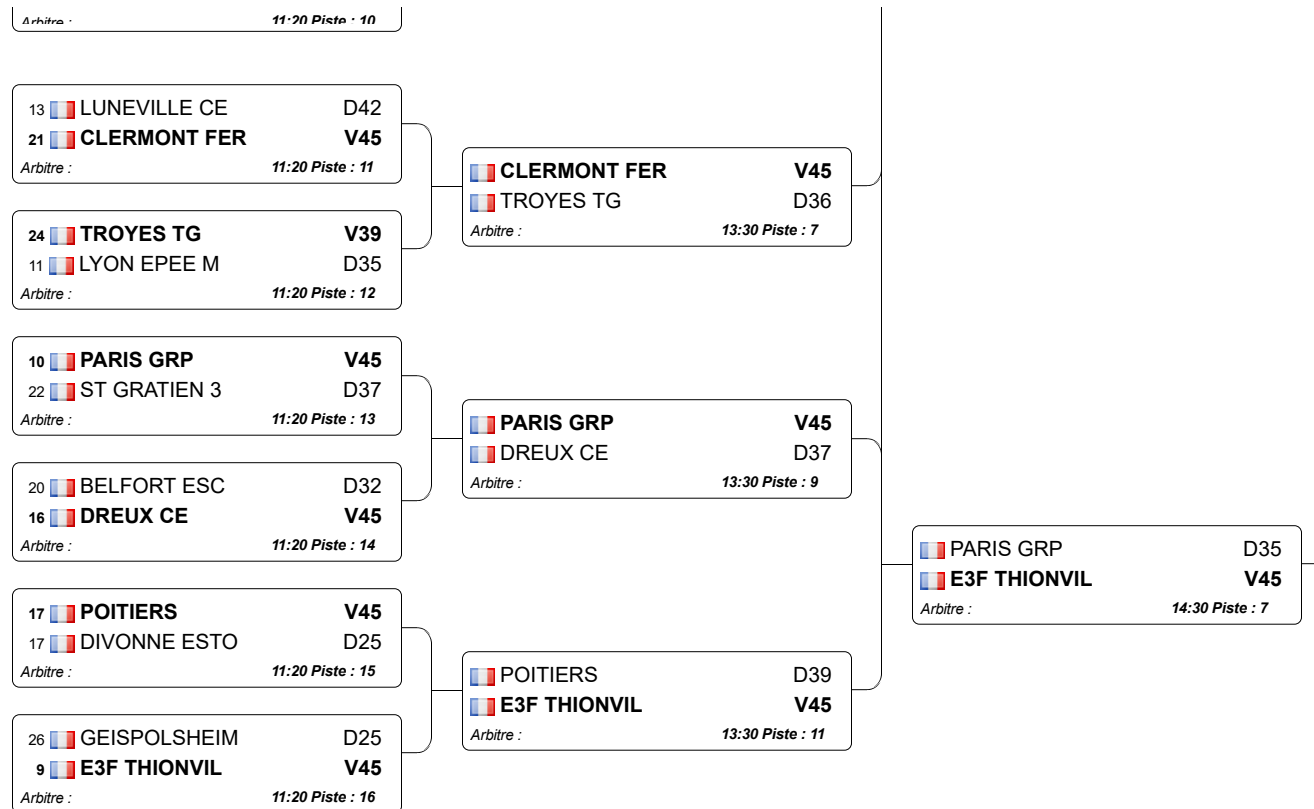 Arbitre : 11:20 Piste : 10
13 LUNEVILLE CE D42
21 CLERMONT FER V45
Arbitre : 11:20 Piste : 11
24 TROYES TG V39
11 LYON EPEE M D35
Arbitre : 11:20 Piste : 12
10 PARIS GRP V45
22 ST GRATIEN 3 D37
Arbitre : 11:20 Piste : 13
20 BELFORT ESC D32
16 DREUX CE V45
Arbitre : 11:20 Piste : 14
17 POITIERS V45
17 DIVONNE ESTO D25
Arbitre : 11:20 Piste : 15
26 GEISPOLSHEIM D25
9 E3F THIONVIL V45
Arbitre : 11:20 Piste : 16
CLERMONT FER V45
TROYES TG D36
Arbitre : 13:30 Piste : 7
PARIS GRP V45
DREUX CE D37
Arbitre : 13:30 Piste : 9
POITIERS D39
E3F THIONVIL V45
Arbitre : 13:30 Piste : 11
PARIS GRP D35
E3F THIONVIL V45
Arbitre : 14:30 Piste : 7